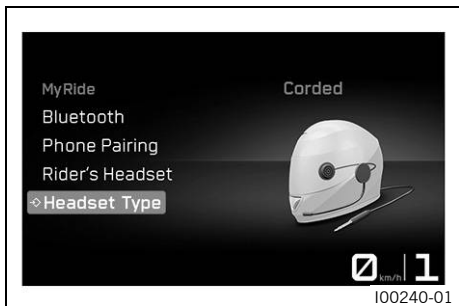 MyRide
Corded
Bluetooth
Phone Pairing
Rider's Headset
Headset Type
0 km/h 1
I00240-01